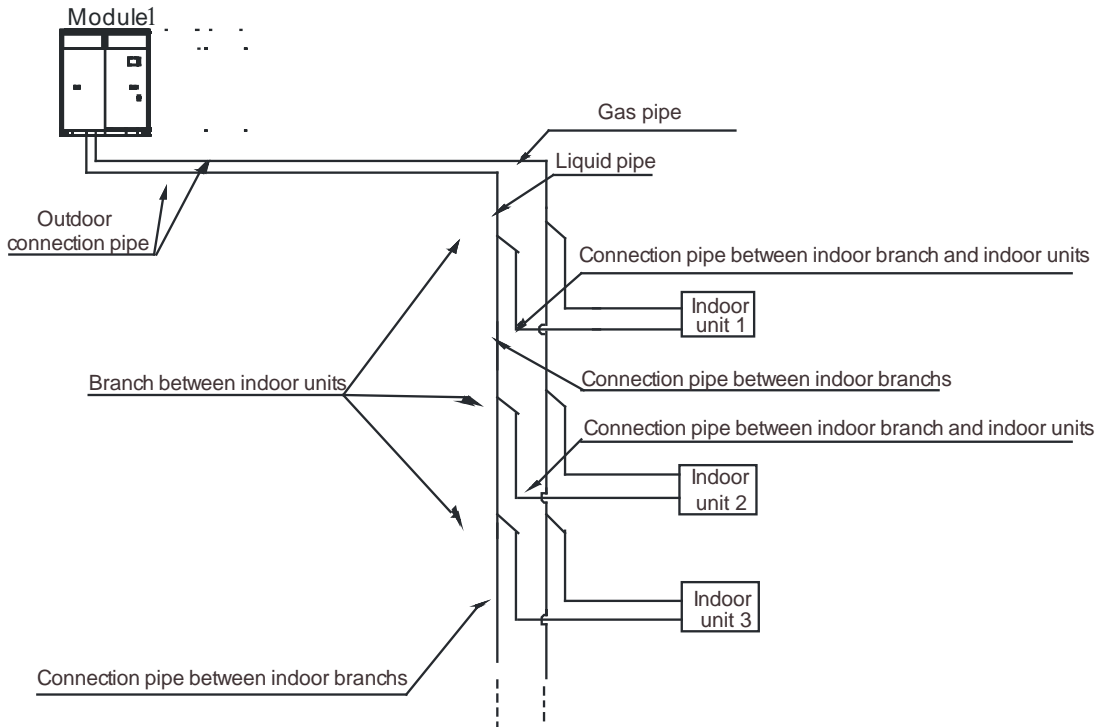 Module1
Gas pipe
Liquid pipe
Outdoor
connection pipe
Connection pipe between indoor branch and indoor units
Indoor
unit 1
Branch between indoor units
Connection pipe between indoor branchs
Connection pipe between indoor branch and indoor units
Indoor
unit 2
Indoor
unit 3
Connection pipe between indoor branchs